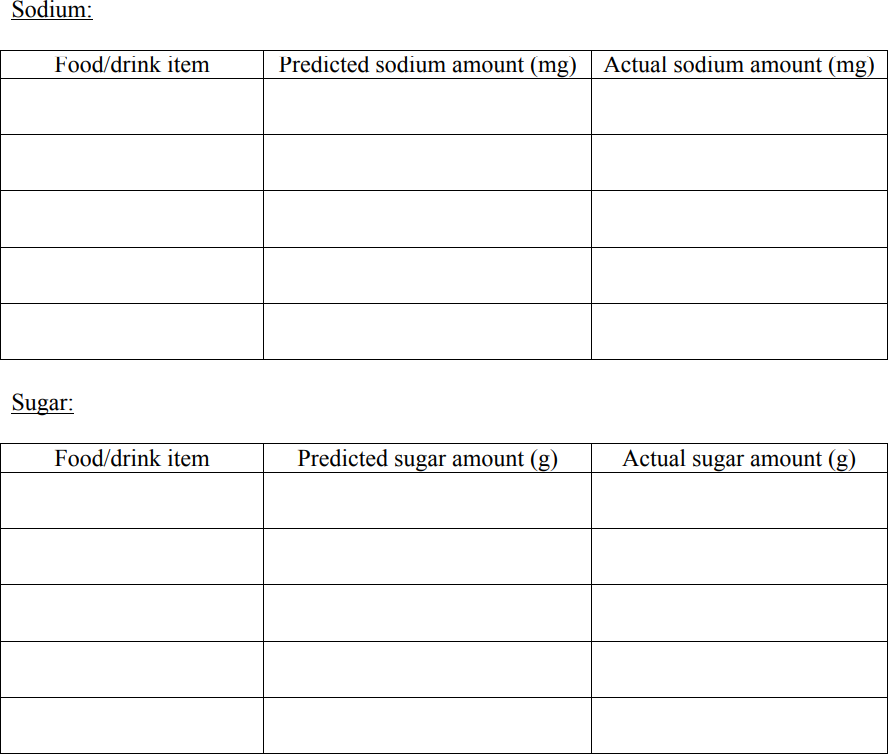 Sodium:
Food/drink item Predicted sodium amount (mg) Actual sodium amount (mg)
Sugar:
Food/drink item Predicted sugar amount (g) Actual sugar amount (g)